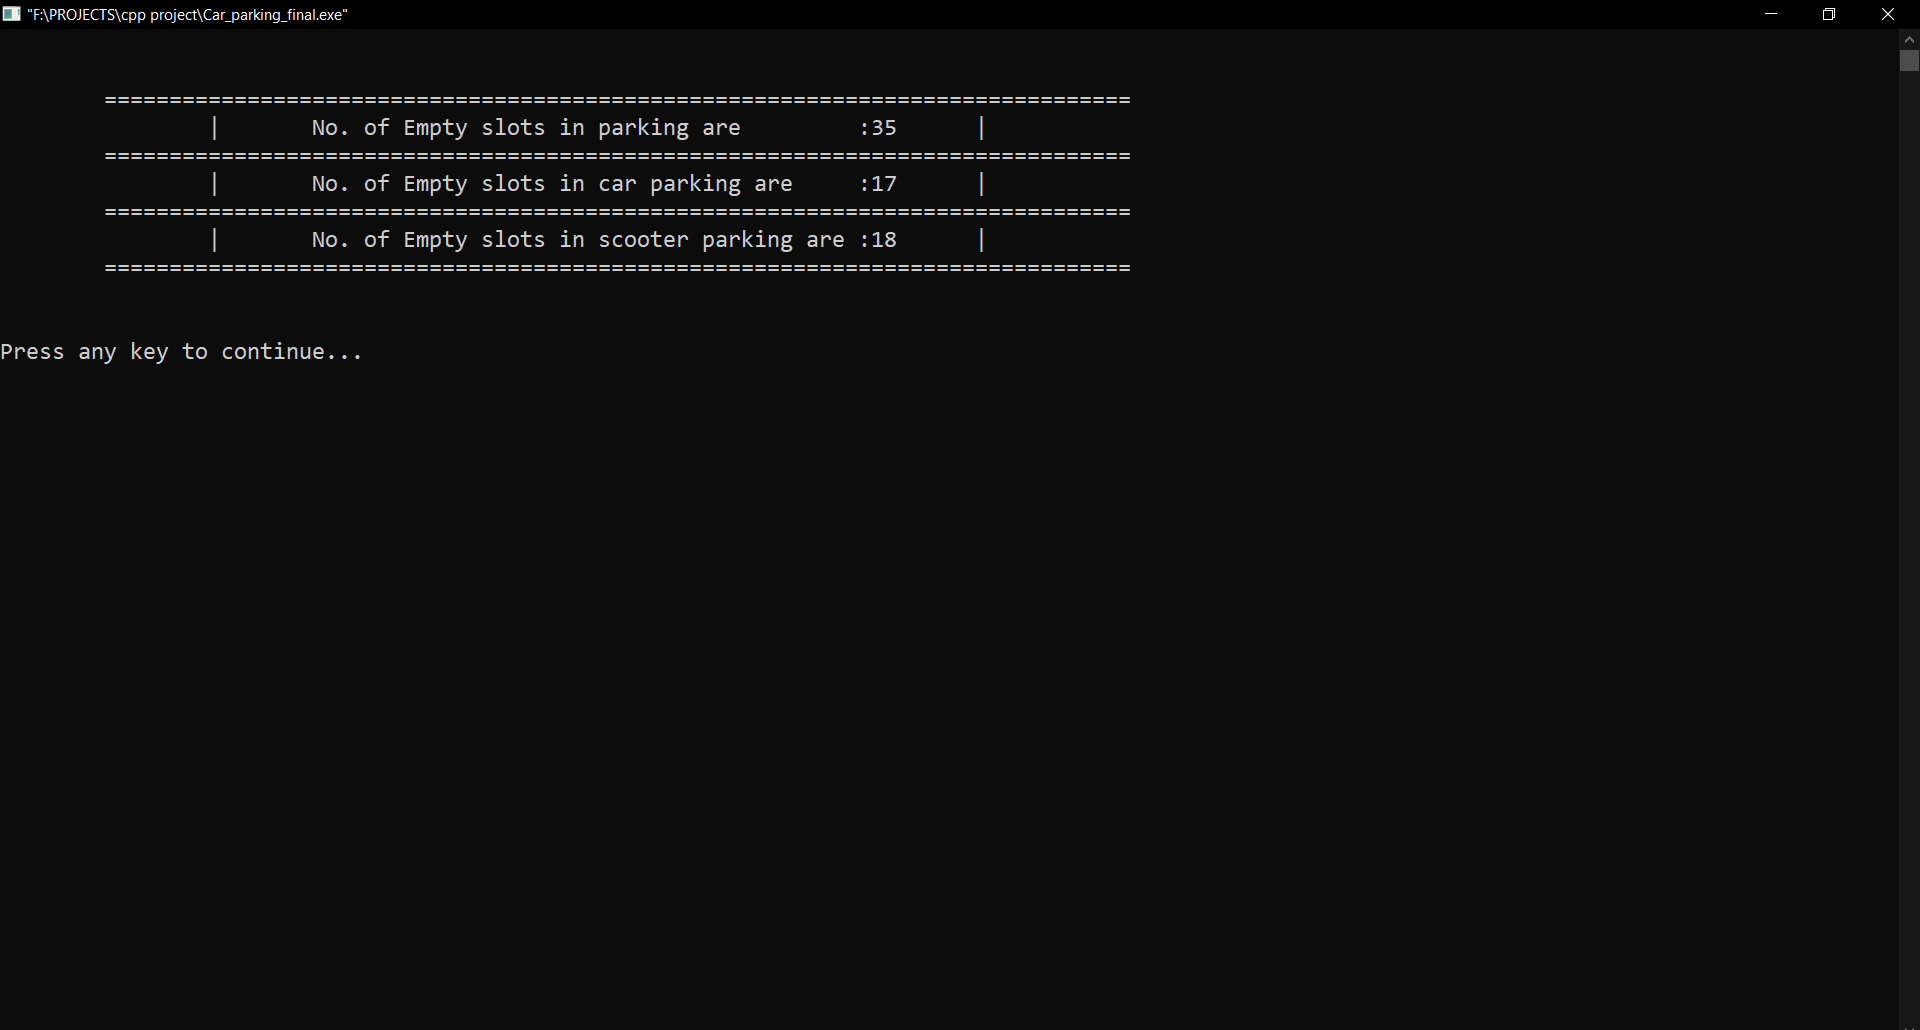 "F:\PROJECTS\cpp project\Car_parking_final.exe"
===============================================================================
| No. of Empty slots in parking are :35 |
===============================================================================
| No. of Empty slots in car parking are :17 |
===============================================================================
| No. of Empty slots in scooter parking are :18 |
===============================================================================
Press any key to continue...